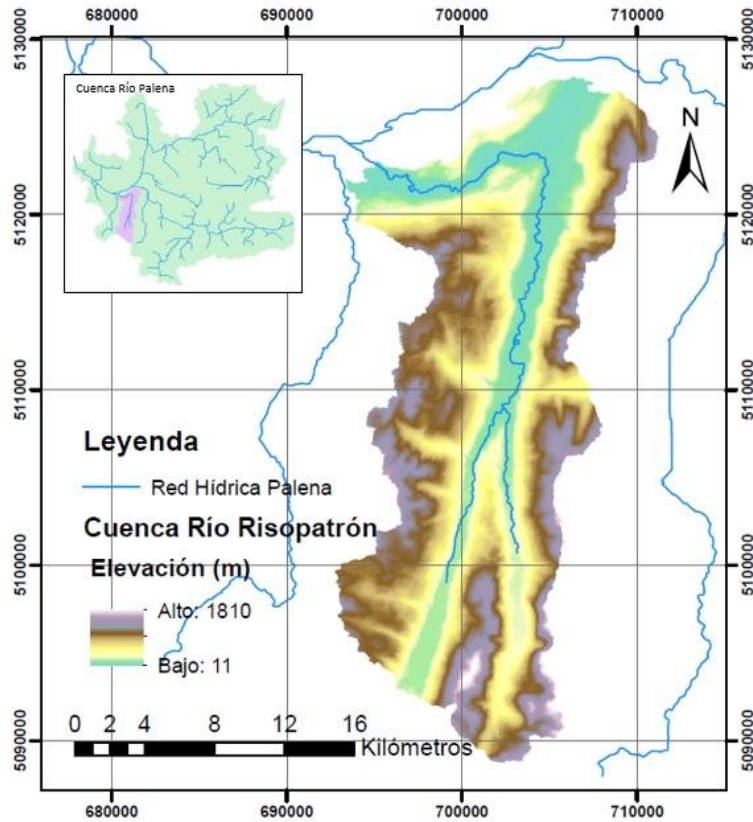 680000 690000 700000 710000
5130000
5120000
5110000
5100000
5090000
Cuenca Río Palena
N
Leyenda
Red Hídrica Palena
Cuenca Río Risopatrón
Elevación (m)
Alto: 1810
Bajo: 11
0 2 4 8 12 16
Kilómetros
5130000
5120000
5110000
5100000
5090000
680000 690000 700000 710000